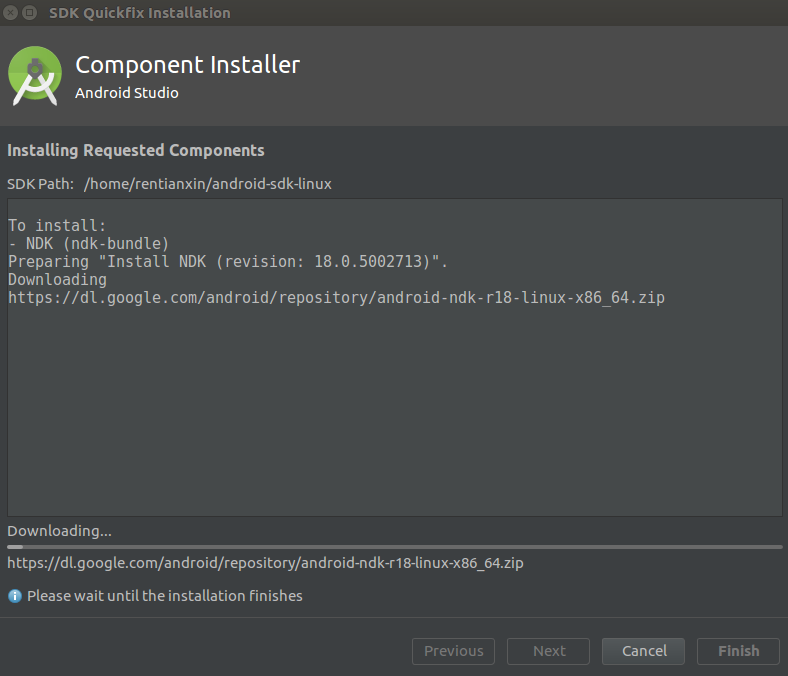 SDK Quickfix Installation
Component Installer
Android Studio
Installing Requested Components
SDK Path: /home/rentianxin/android-sdk-linux
To install:
- NDK (ndk-bundle)
Preparing "Install NDK (revision: 18.0.5002713)".
Downloading
https://dl.google.com/android/repository/android-ndk-r18-linux-x86_64.zip
Downloading...
https://dl.google.com/android/repository/android-ndk-r18-linux-x86_64.zip
Please wait until the installation finishes
Previous Next Cancel Finish